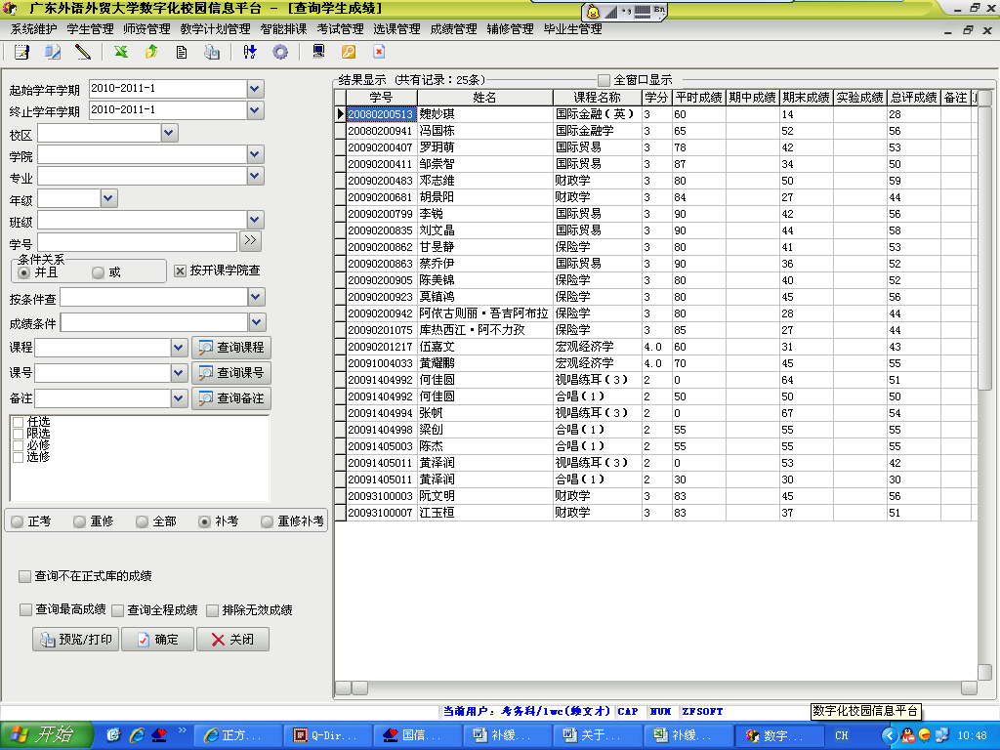 广东外语外贸大学数字化校园信息平台 - [查询学生成绩]
系统维护 学生管理 师资管理 教学计划管理 智能排课 考试管理 选课管理 成绩管理 辅修管理 毕业生管理
起始学年学期 2010-2011-1
终止学年学期 2010-2011-1
校区
学院
专业
年级
班级
学号 >>
条件关系
并且 或 按开课学院查
按条件查
成绩条件
课程 查询课程
课号 查询课号
备注 查询备注
任选
限选
必修
选修
正考 重修 全部 补考 重修补考
查询不在正式库的成绩
查询最高成绩 查询全程成绩 排除无效成绩
预览/打印 确定 关闭
结果显示 (共有记录:25条) 全窗口显示
学号 姓名 课程名称 学分 平时成绩 期中成绩 期末成绩 实验成绩 总评成绩 备注
20080200513 魏妙琪 国际金融(英) 3 60 14 28
20080200941 冯国栋 国际金融学 3 65 52 56
20090200407 罗玥萌 国际贸易 3 78 42 53
20090200411 邹崇智 国际贸易 3 87 34 50
20090200483 邓志维 财政学 3 80 50 59
20090200681 胡景阳 财政学 3 84 27 44
20090200799 李锐 国际贸易 3 90 42 56
20090200835 刘文晶 国际贸易 3 90 44 58
20090200862 甘旻静 保险学 3 80 41 53
20090200863 蔡乔伊 国际贸易 3 90 36 52
20090200905 陈美锦 保险学 3 80 40 52
20090200923 莫镇鸿 保险学 3 80 45 56
20090200942 阿依古则丽·吾吉阿布拉 保险学 3 80 28 44
20090201075 库热西江·阿不力孜 保险学 3 85 27 44
20090201217 伍嘉文 宏观经济学 4.0 60 31 43
20091004033 黄耀鹏 宏观经济学 4.0 70 45 55
20091404992 何佳圆 视唱练耳(3) 2 0 64 51
20091404992 何佳圆 合唱(1) 2 50 50 50
20091404994 张帆 视唱练耳(3) 2 0 67 54
20091404998 梁创 合唱(1) 2 55 55 55
20091405003 陈杰 合唱(1) 2 55 55 55
20091405011 黄泽润 视唱练耳(3) 2 0 53 42
20091405011 黄泽润 合唱(1) 2 30 30 30
20093100003 阮文明 财政学 3 83 45 56
20093100007 江玉桓 财政学 3 83 37 51
当前用户: 考务科/lwc(赖文才) CAP NUM ZFSOFT
数字化校园信息平台
开始 正方... Q-Dir... 国信... 补缓... 关于... 补缓... 数字... CH 10:48